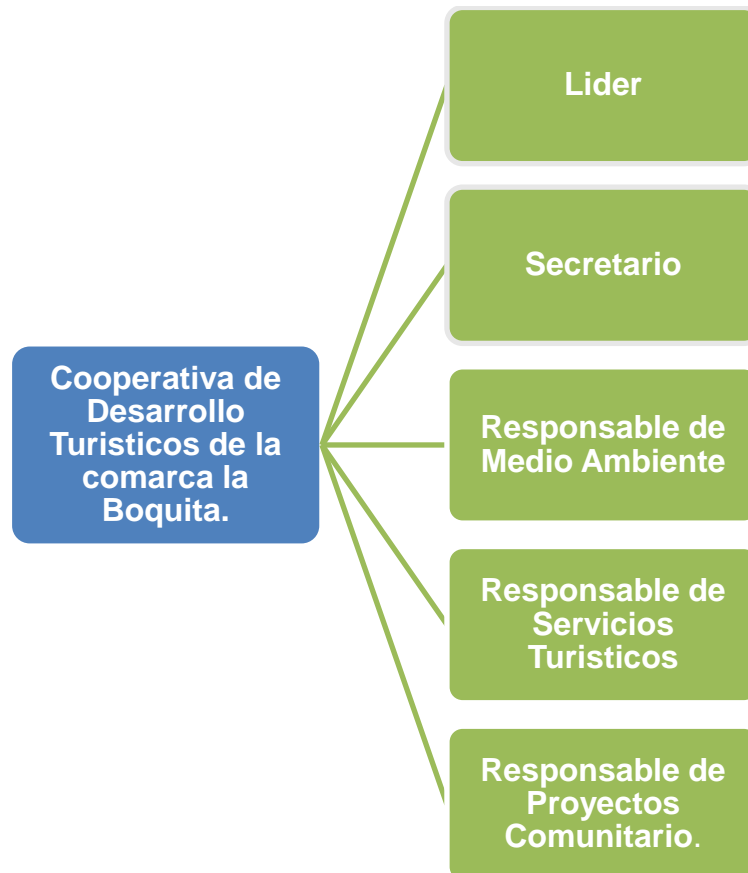 Lider
Secretario
Cooperativa de
Desarrollo
Turisticos de la
comarca la
Boquita.
Responsable de
Medio Ambiente
Responsable de
Servicios
Turisticos
Responsable de
Proyectos
Comunitario.